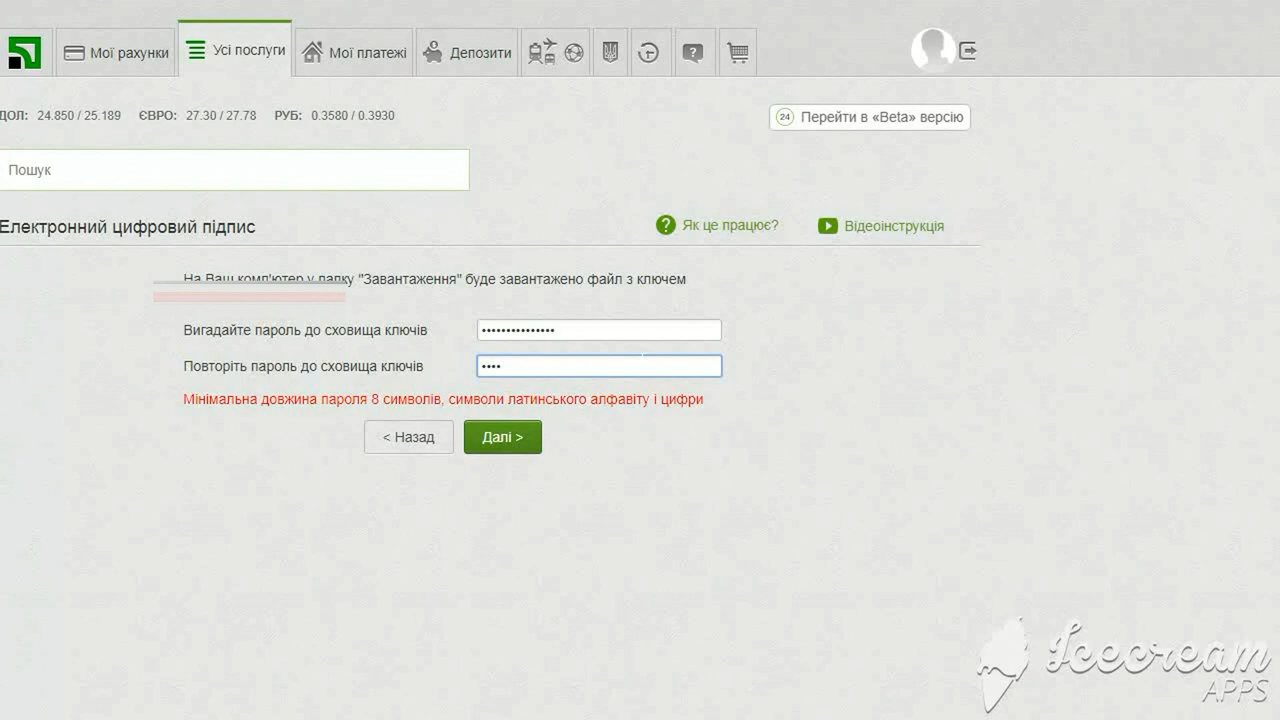 Мої рахунки Усі послуги Мої платежі Депозити
ДОЛ: 24.850 / 25.189 ЄВРО: 27.30 / 27.78 РУБ: 0.3580 / 0.3930
24 Перейти в «Beta» версію
Пошук
Електронний цифровий підпис
? Як це працює? Відеоінструкція
На Ваш комп'ютер у папку "Завантаження" буде завантажено файл з ключем
Вигадайте пароль до сховища ключів
Повторіть пароль до сховища ключів
Мінімальна довжина пароля 8 символів, символи латинського алфавіту і цифри
< Назад Далі >
Icecream
APPS